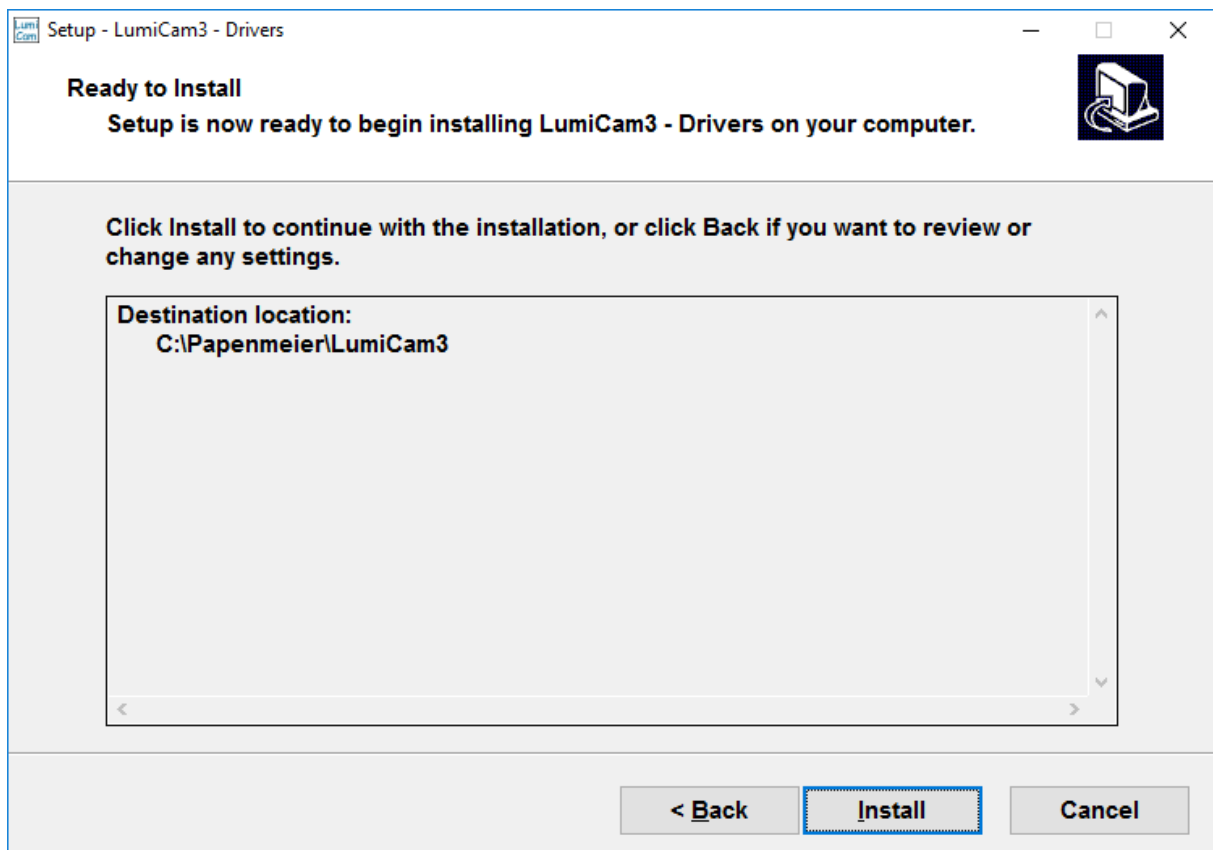 Lumi
Cam
Setup - LumiCam3 - Drivers
Ready to Install
Setup is now ready to begin installing LumiCam3 - Drivers on your computer.
Click Install to continue with the installation, or click Back if you want to review or
change any settings.
Destination location:
C:\Papenmeier\LumiCam3
< Back
Install
Cancel